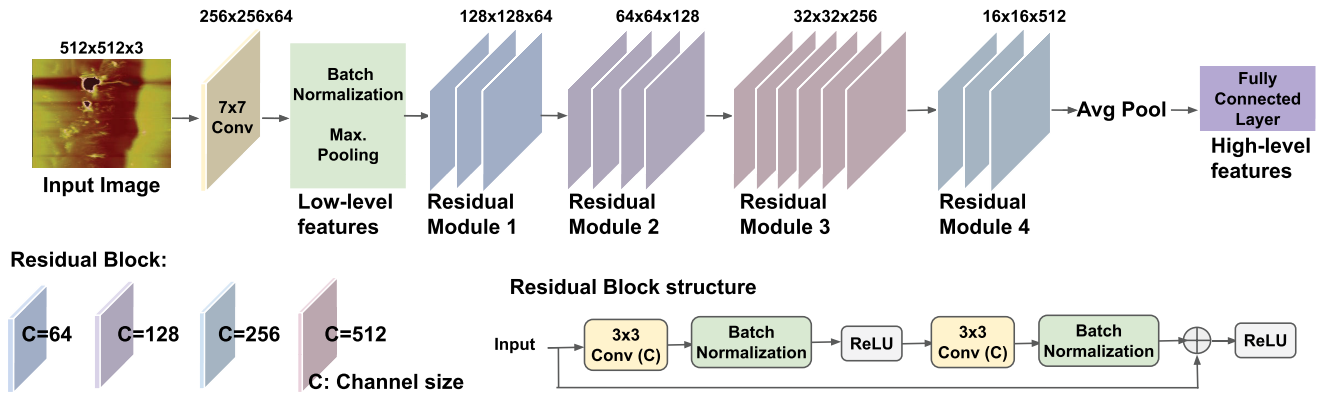 256x256x64
128x128x64
64x64x128
32x32x256
16x16x512
512x512x3
7x7
Conv
Batch
Normalization
Max.
Pooling
Avg Pool
Fully
Connected
Layer
Input Image
Low-level
features
Residual
Module 1
Residual
Module 2
Residual
Module 3
Residual
Module 4
High-level
features
Residual Block:
C=64
C=128
C=256
C=512
C: Channel size
Residual Block structure
Input
3x3
Conv (C)
Batch
Normalization
ReLU
3x3
Conv (C)
Batch
Normalization
ReLU